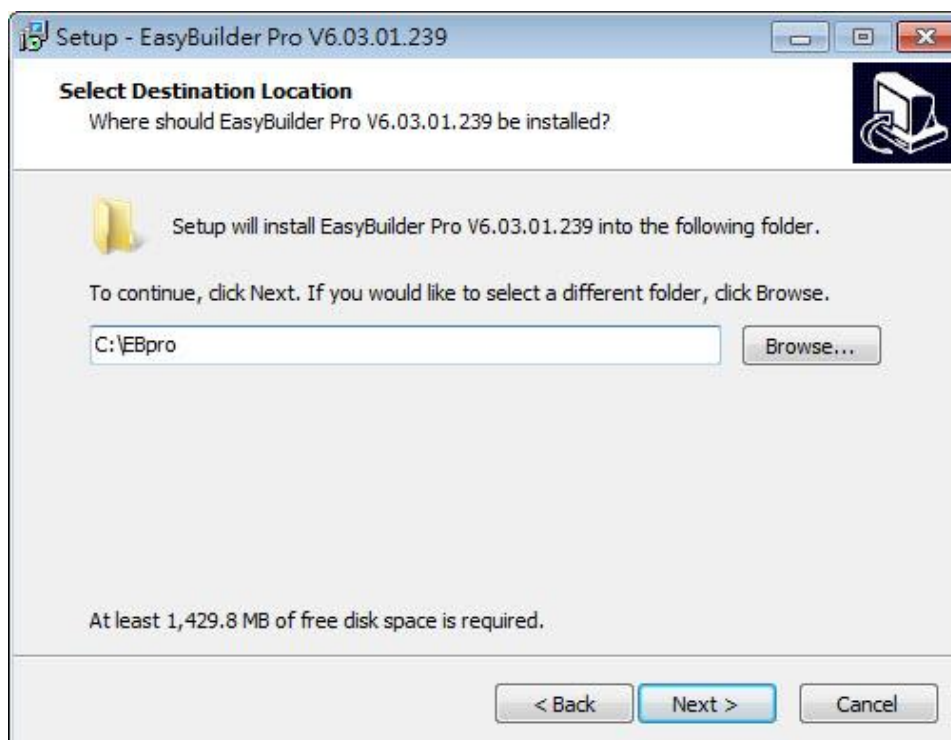 Setup - EasyBuilder Pro V6.03.01.239
Select Destination Location
Where should EasyBuilder Pro V6.03.01.239 be installed?
Setup will install EasyBuilder Pro V6.03.01.239 into the following folder.
To continue, click Next. If you would like to select a different folder, click Browse.
C:\EBpro
Browse...
At least 1,429.8 MB of free disk space is required.
< Back
Next >
Cancel